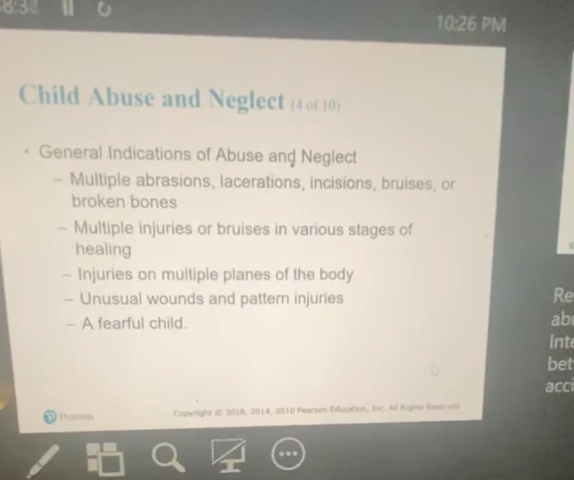 10:26 PM
Child Abuse and Neglect (4 of 10)
• General Indications of Abuse and Neglect
– Multiple abrasions, lacerations, incisions, bruises, or
broken bones
– Multiple injuries or bruises in various stages of
healing
– Injuries on multiple planes of the body
– Unusual wounds and pattern injuries
– A fearful child.
Pearson
Copyright © 2018, 2014, 2010 Pearson Education, Inc. All Rights Reserved
Re
abu
Inte
bet
acci